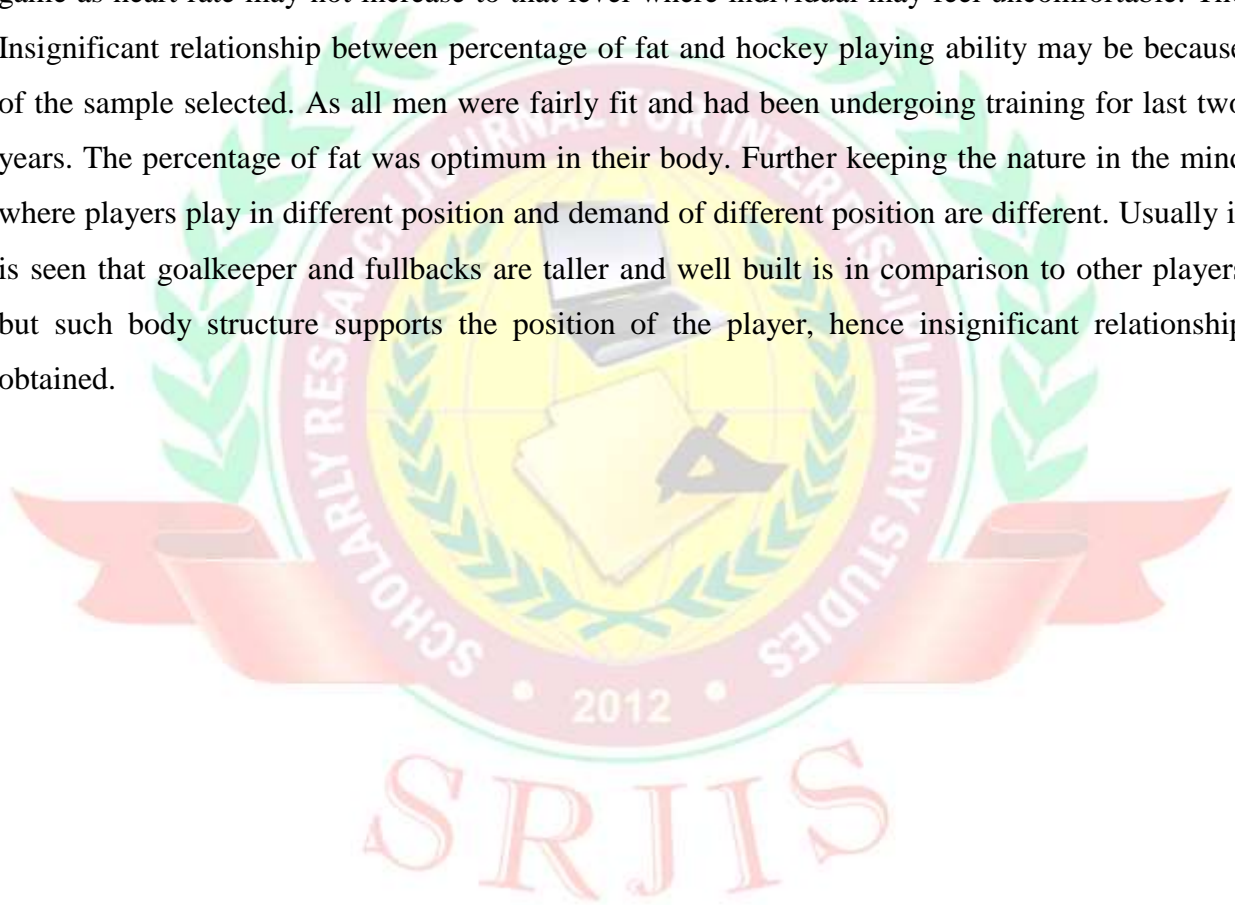 game as heart rate may not increase to that level where individual may feel uncomfortable.
Insignificant relationship between percentage of fat and hockey playing ability may be because
of the sample selected. As all men were fairly fit and had been undergoing training for last two
years. The percentage of fat was optimum in their body. Further keeping the nature in the mind
where players play in different position and demand of different position are different. Usually
is seen that goalkeeper and fullbacks are taller and well built is in comparison to other players
but such body structure supports the position of the player, hence insignificant relationship
obtained.
SCHOLARLY RESEARCH JOURNAL FOR INTERDISCIPLINARY STUDIES
• 2012 •
SRJIS